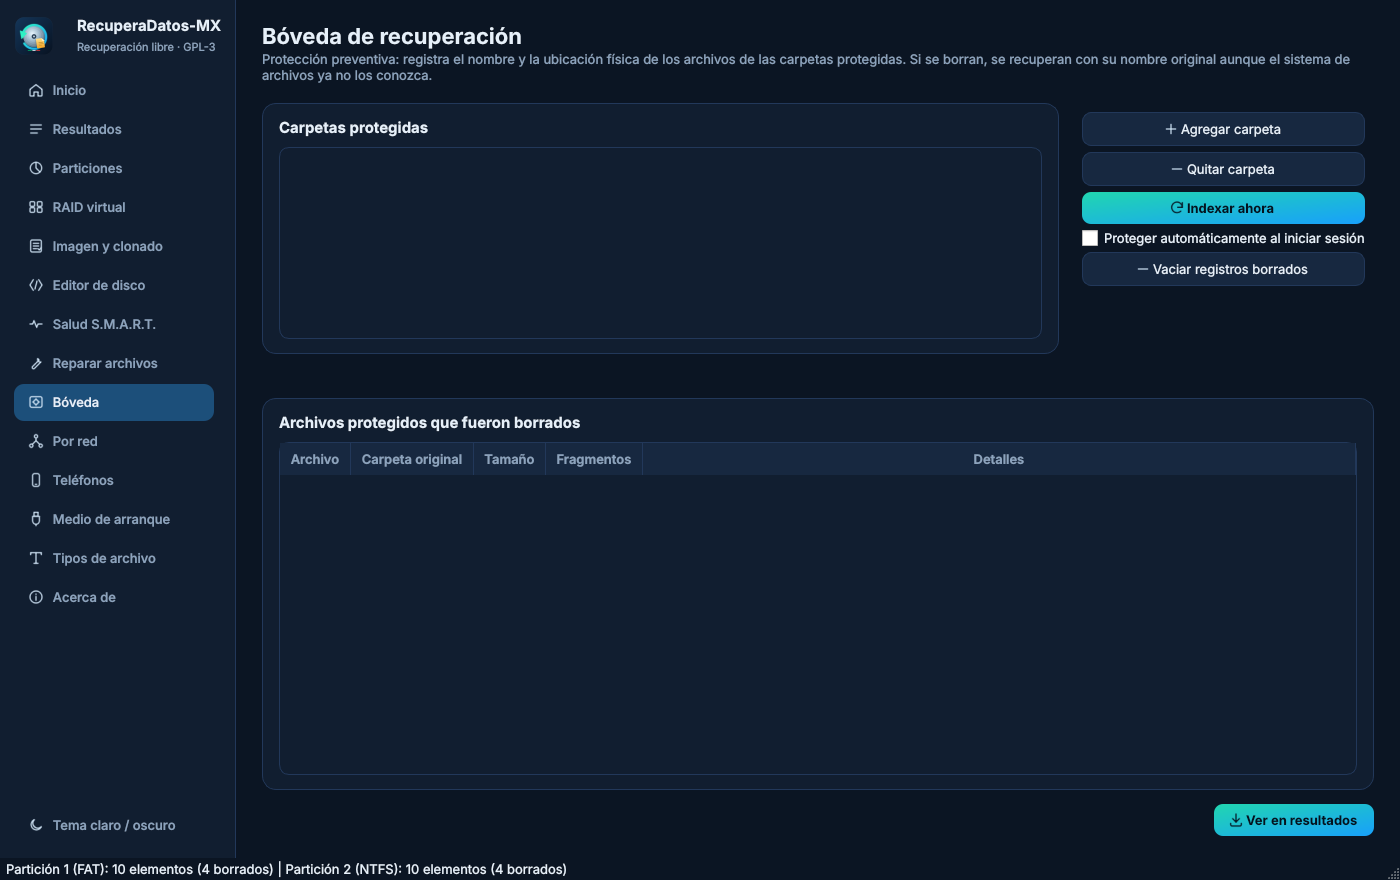 RecuperaDatos-MX
Recuperación libre · GPL-3
Inicio
Resultados
Particiones
RAID virtual
Imagen y clonado
Editor de disco
Salud S.M.A.R.T.
Reparar archivos
Bóveda
Por red
Teléfonos
Medio de arranque
Tipos de archivo
Acerca de
Tema claro / oscuro
Bóveda de recuperación
Protección preventiva: registra el nombre y la ubicación física de los archivos de las carpetas protegidas. Si se borran, se recuperan con su nombre original aunque el sistema de
archivos ya no los conozca.
Carpetas protegidas
Agregar carpeta
Quitar carpeta
Indexar ahora
Proteger automáticamente al iniciar sesión
Vaciar registros borrados
Archivos protegidos que fueron borrados
Archivo Carpeta original Tamaño Fragmentos Detalles
Ver en resultados
Partición 1 (FAT): 10 elementos (4 borrados) | Partición 2 (NTFS): 10 elementos (4 borrados)